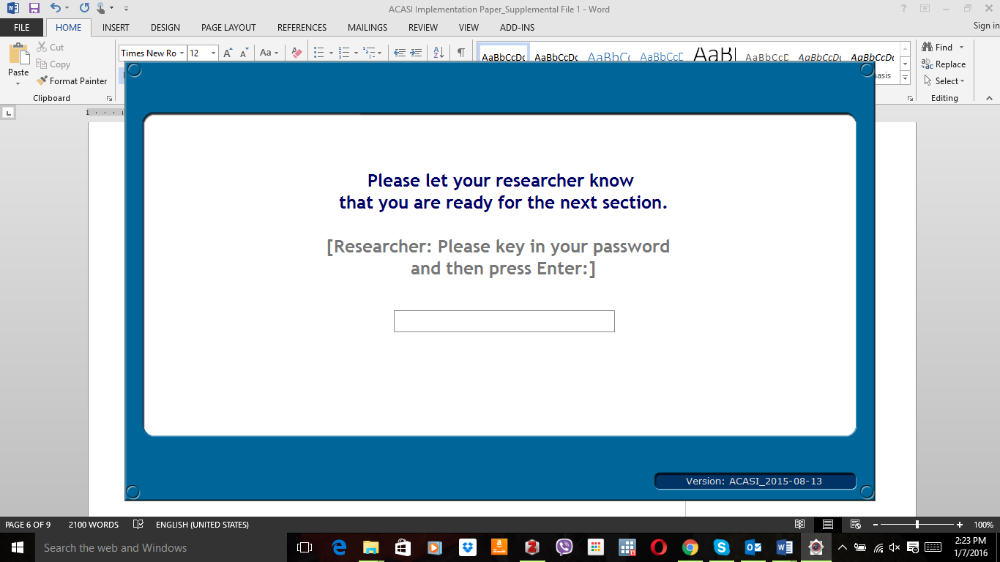 ACASI Implementation Paper_Supplemental File 1 - Word
FILE HOME INSERT DESIGN PAGE LAYOUT REFERENCES MAILINGS REVIEW VIEW ADD-INS Sign in
Cut
Copy
Format Painter
Paste
Clipboard
Times New Ro 12 Aa
AaBbCcDc AaBbCcDc AaBbC AaBbCcD AaB AaBbCcD AaBbCcDc AaBbCcDc
hasis
Find
Replace
Select
Editing
1
Please let your researcher know
that you are ready for the next section.
[Researcher: Please key in your password
and then press Enter:]
Version: ACASI_2015-08-13
PAGE 6 OF 9 2100 WORDS ENGLISH (UNITED STATES) 100%
Search the web and Windows
2:23 PM
1/7/2016